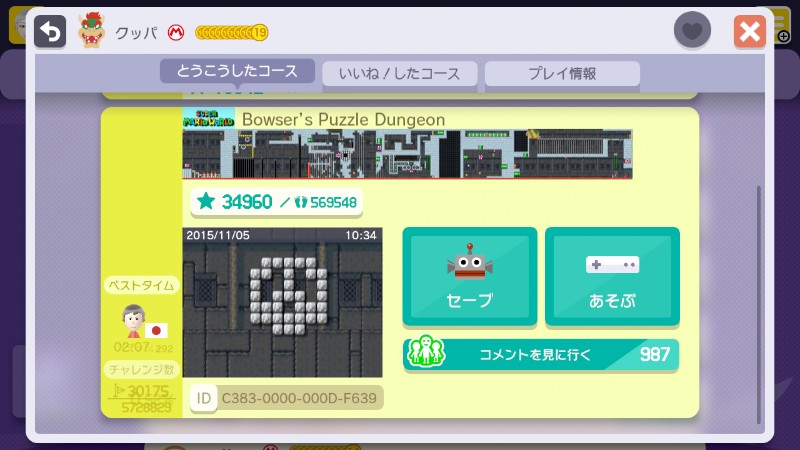 クッパ
19
とうこうしたコース
いいね!したコース
プレイ情報
SUPER
MARIO WORLD
Bowser's Puzzle Dungeon
34960 / 569548
2015/11/05 10:34
ベストタイム
02:07.292
チャレンジ数
30175
5728829
セーブ
あそぶ
コメントを見に行く 987
ID C383-0000-000D-F639